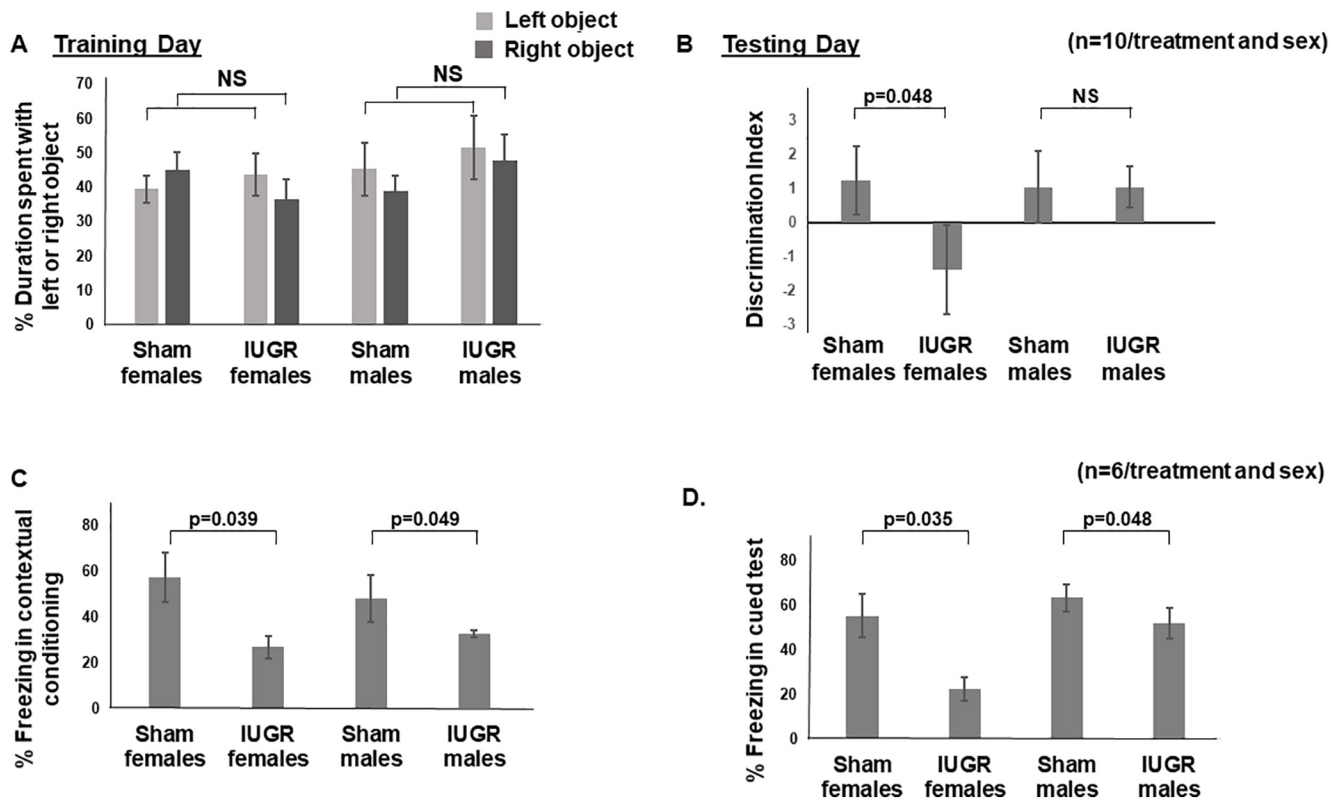 Left object
Right object
A Training Day
NS
NS
70
60
50
40
30
20
10
0
% Duration spent with
left or right object
Sham
females
IUGR
females
Sham
males
IUGR
males
B Testing Day
(n=10/treatment and sex)
p=0.048
NS
3
2
1
0
-1
-2
-3
Discrimination Index
Sham
females
IUGR
females
Sham
males
IUGR
males
C
p=0.039
p=0.049
80
60
40
20
0
% Freezing in contextual
conditioning
Sham
females
IUGR
females
Sham
males
IUGR
males
(n=6/treatment and sex)
D.
p=0.035
p=0.048
80
60
40
20
0
% Freezing in cued test
Sham
females
IUGR
females
Sham
males
IUGR
males